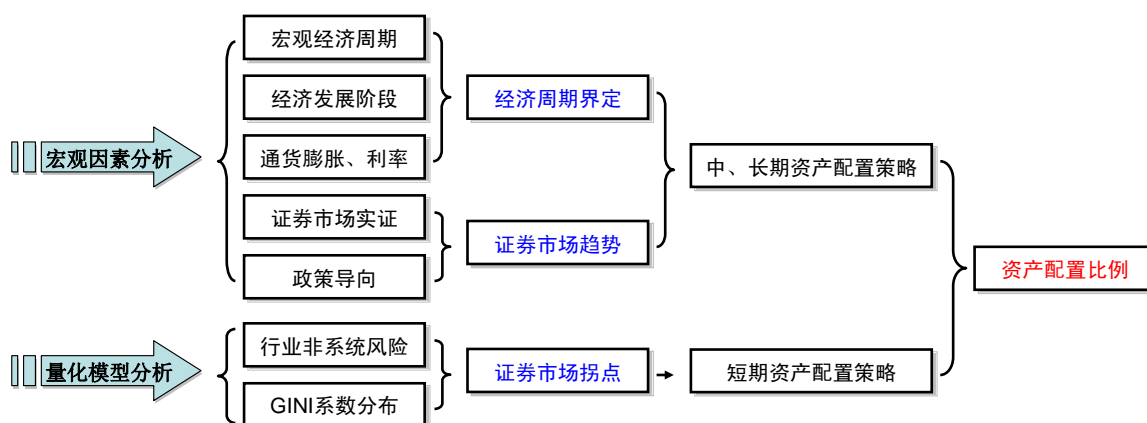 宏观因素分析
宏观经济周期
经济发展阶段
通货膨胀、利率
证券市场实证
政策导向
经济周期界定
证券市场趋势
中、长期资产配置策略
资产配置比例
量化模型分析
行业非系统风险
GINI系数分布
证券市场拐点
短期资产配置策略